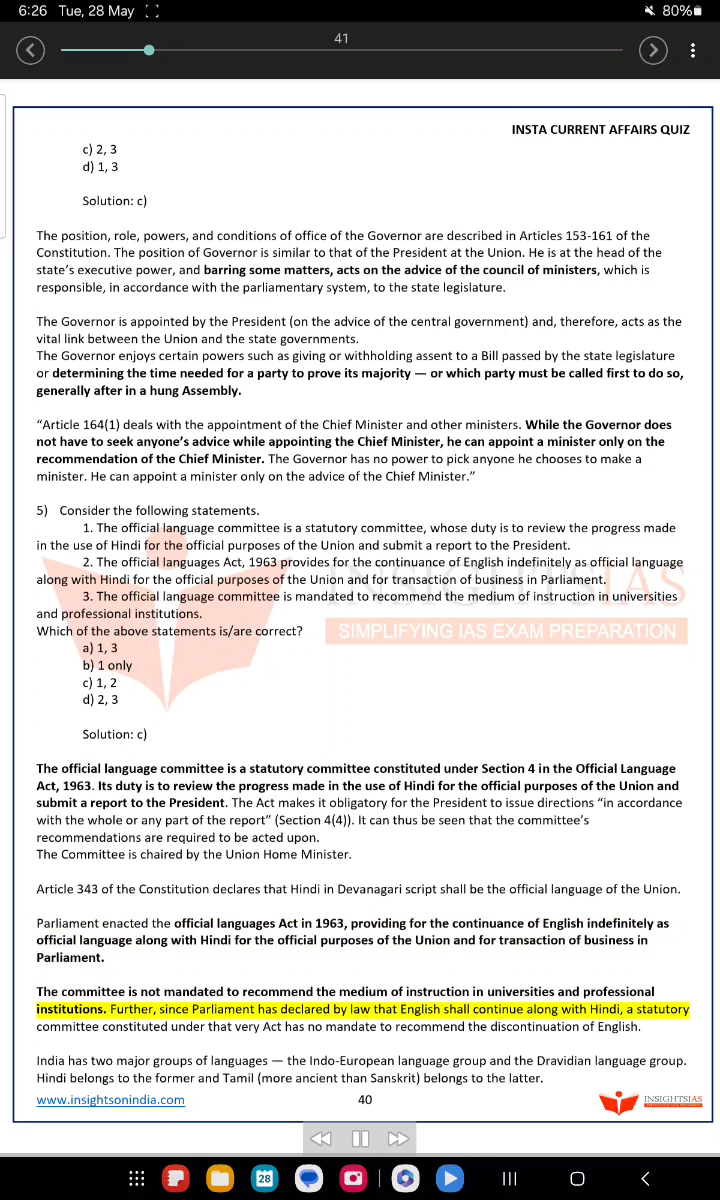 6:26 Tue, 28 May
80%
41
INSTA CURRENT AFFAIRS QUIZ
c) 2, 3
d) 1, 3
Solution: c)
The position, role, powers, and conditions of office of the Governor are described in Articles 153-161 of the
Constitution. The position of Governor is similar to that of the President at the Union. He is at the head of the
state's executive power, and barring some matters, acts on the advice of the council of ministers, which is
responsible, in accordance with the parliamentary system, to the state legislature.
The Governor is appointed by the President (on the advice of the central government) and, therefore, acts as the
vital link between the Union and the state governments.
The Governor enjoys certain powers such as giving or withholding assent to a Bill passed by the state legislature
or determining the time needed for a party to prove its majority — or which party must be called first to do so,
generally after in a hung Assembly.
“Article 164(1) deals with the appointment of the Chief Minister and other ministers. While the Governor does
not have to seek anyone's advice while appointing the Chief Minister, he can appoint a minister only on the
recommendation of the Chief Minister. The Governor has no power to pick anyone he chooses to make a
minister. He can appoint a minister only on the advice of the Chief Minister.”
5) Consider the following statements.
1. The official language committee is a statutory committee, whose duty is to review the progress made
in the use of Hindi for the official purposes of the Union and submit a report to the President.
2. The official languages Act, 1963 provides for the continuance of English indefinitely as official language
along with Hindi for the official purposes of the Union and for transaction of business in Parliament.
3. The official language committee is mandated to recommend the medium of instruction in universities
and professional institutions.
INSIGHTSIAS
Which of the above statements is/are correct?
SIMPLIFYING IAS EXAM PREPARATION
a) 1, 3
b) 1 only
c) 1, 2
d) 2, 3
Solution: c)
The official language committee is a statutory committee constituted under Section 4 in the Official Language
Act, 1963. Its duty is to review the progress made in the use of Hindi for the official purposes of the Union and
submit a report to the President. The Act makes it obligatory for the President to issue directions “in accordance
with the whole or any part of the report” (Section 4(4)). It can thus be seen that the committee's
recommendations are required to be acted upon.
The Committee is chaired by the Union Home Minister.
Article 343 of the Constitution declares that Hindi in Devanagari script shall be the official language of the Union.
Parliament enacted the official languages Act in 1963, providing for the continuance of English indefinitely as
official language along with Hindi for the official purposes of the Union and for transaction of business in
Parliament.
The committee is not mandated to recommend the medium of instruction in universities and professional
institutions. Further, since Parliament has declared by law that English shall continue along with Hindi, a statutory
committee constituted under that very Act has no mandate to recommend the discontinuation of English.
India has two major groups of languages — the Indo-European language group and the Dravidian language group.
Hindi belongs to the former and Tamil (more ancient than Sanskrit) belongs to the latter.
www.insightsonindia.com
40
INSIGHTSIAS
28